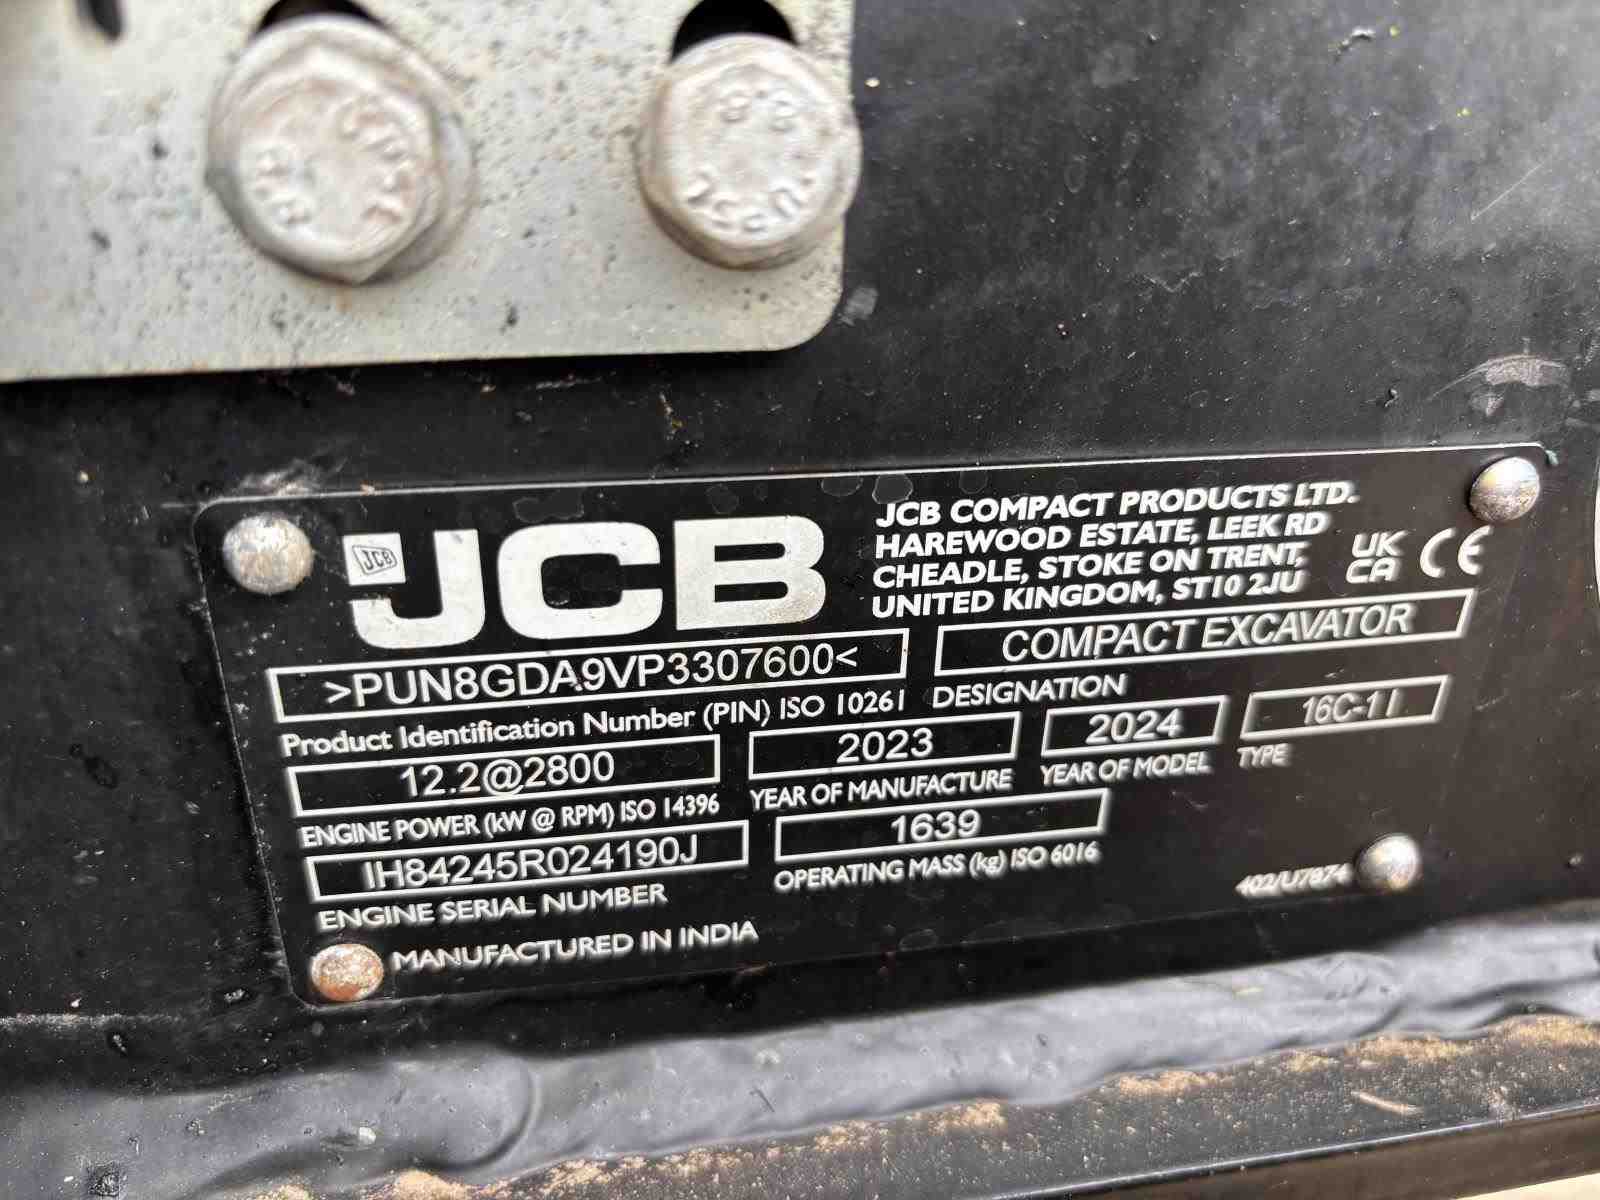 8.8
JCB
JCB
JCB COMPACT PRODUCTS LTD.
HAREWOOD ESTATE, LEEK RD
CHEADLE, STOKE ON TRENT,
UNITED KINGDOM, ST10 2JU
UK
CA
CE
>PUN8GDA9VP3307600<
Product Identification Number (PIN) ISO 10261
COMPACT EXCAVATOR
DESIGNATION
12.2@2800
ENGINE POWER (kW @ RPM) ISO 14396
2023
YEAR OF MANUFACTURE
2024
YEAR OF MODEL
16C-1 I
TYPE
IH84245R024190J
ENGINE SERIAL NUMBER
1639
OPERATING MASS (kg) ISO 6016
MANUFACTURED IN INDIA
402/U7874